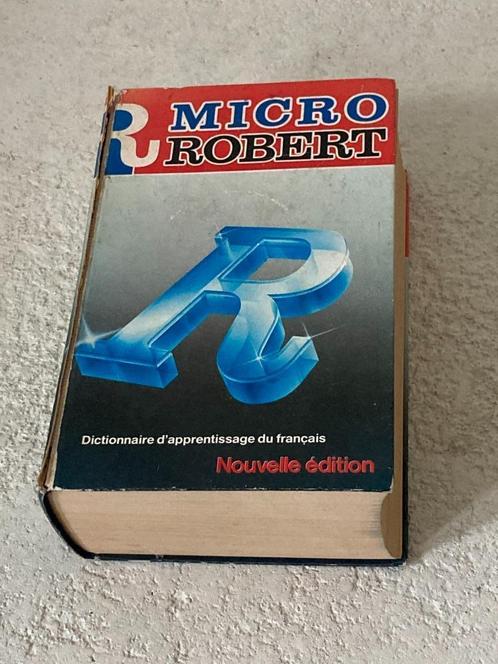 R MICRO
ROBERT
R
Dictionnaire d'apprentissage du français
Nouvelle édition